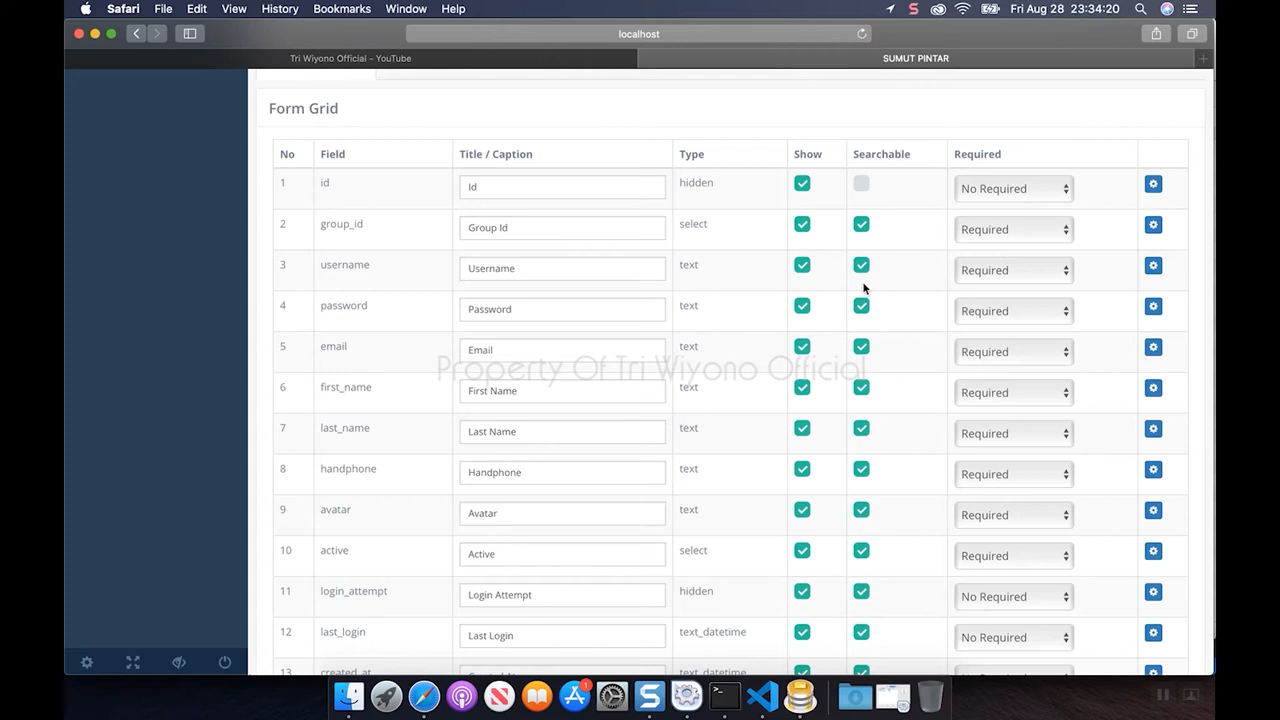 Safari File Edit View History Bookmarks Window Help Fri Aug 28 23:34:20
localhost
Tri Wiyono Official - YouTube SUMUT PINTAR
Form Grid
No Field Title / Caption Type Show Searchable Required
1 id Id hidden No Required
2 group_id Group Id select Required
3 username Username text Required
4 password Password text Required
5 email Email text Required
Property Of Tri Wiyono Official
6 first_name First Name text Required
7 last_name Last Name text Required
8 handphone Handphone text Required
9 avatar Avatar text Required
10 active Active select Required
11 login_attempt Login Attempt hidden No Required
12 last_login Last Login text_datetime No Required
13 created_at Created At text_datetime